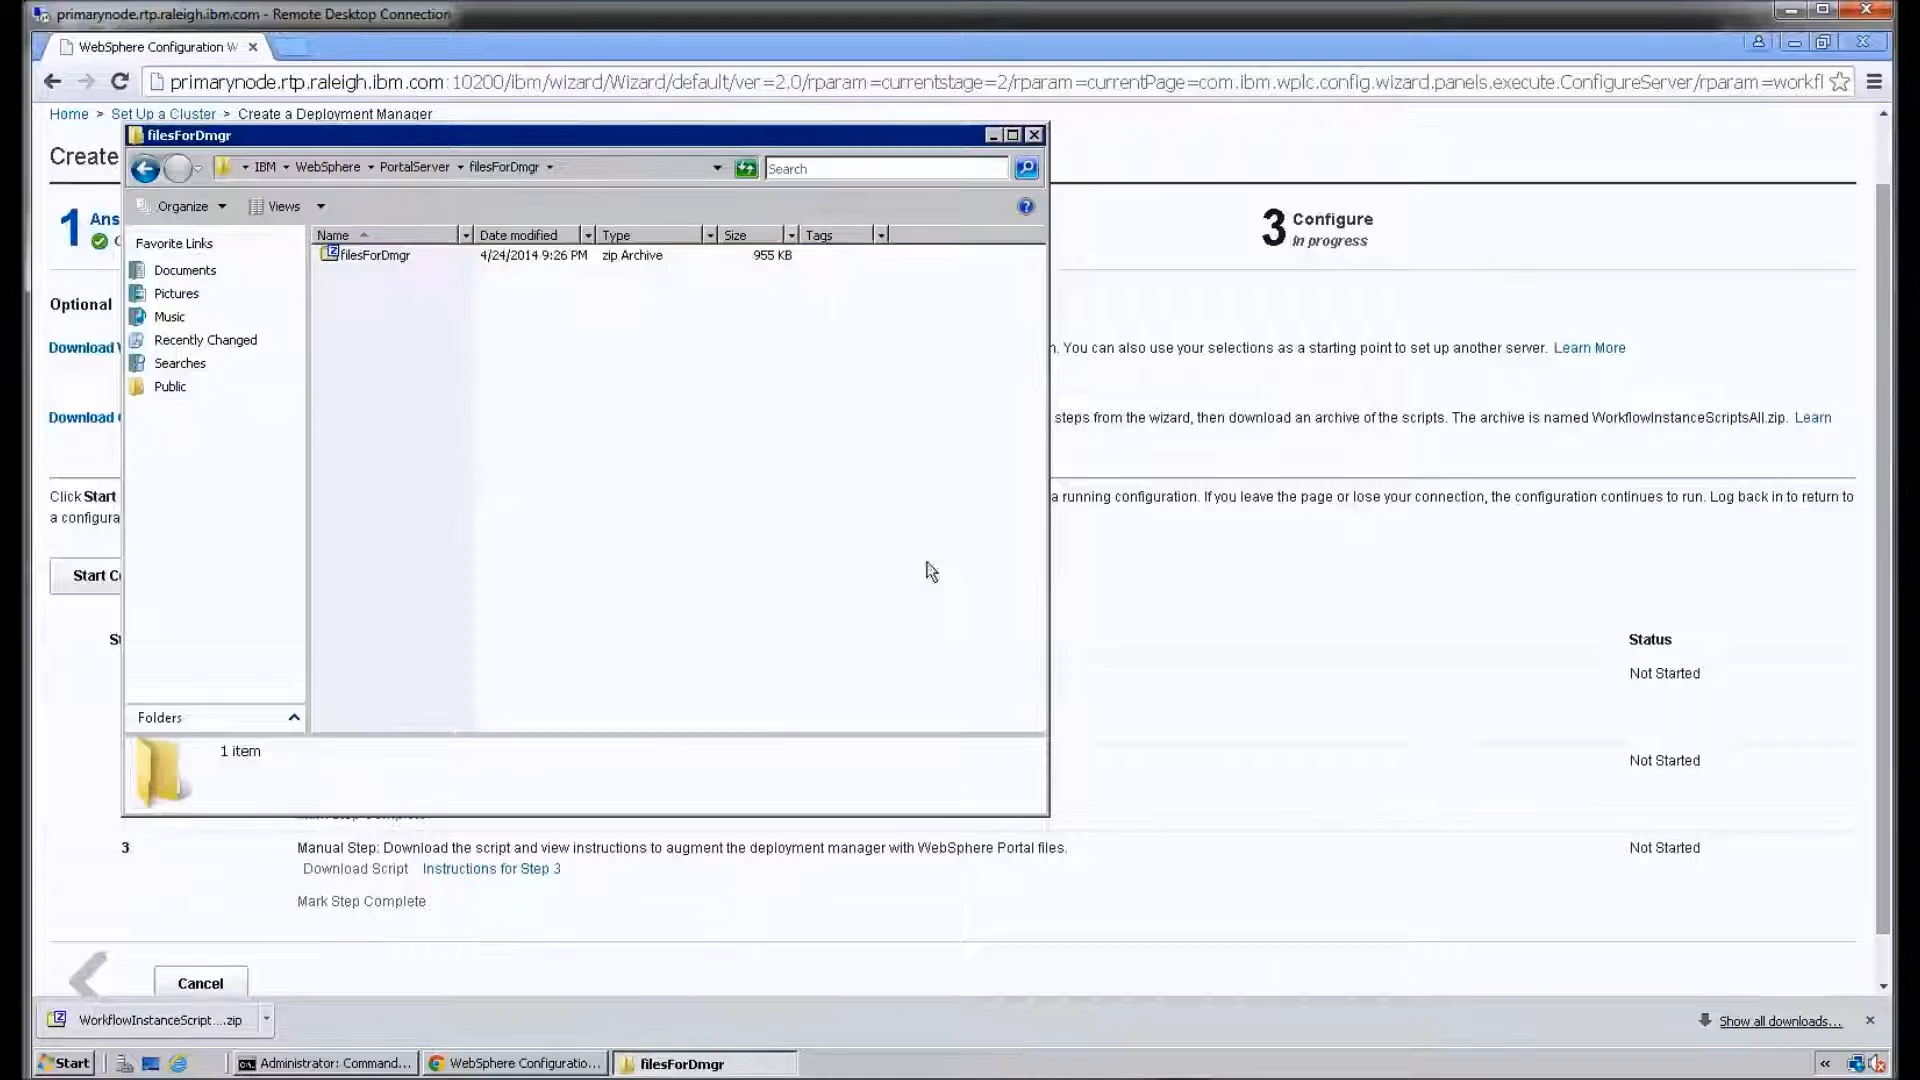 primarynode.rtp.raleigh.ibm.com - Remote Desktop Connection
WebSphere Configuration W
primarynode.rtp.raleigh.ibm.com:10200/ibm/wizard/Wizard/default/ver=2.0/rparam=currentstage=2/rparam=currentPage=com.ibm.wplc.config.wizard.panels.execute.ConfigureServer/rparam=workfl
Home > Set Up a Cluster > Create a Deployment Manager
filesForDmgr
Create
IBM WebSphere PortalServer filesForDmgr
Search
1 Ans
3 Configure
In progress
Organize Views
Name Date modified Type Size Tags
filesForDmgr 4/24/2014 9:26 PM zip Archive 955 KB
Favorite Links
Documents
Pictures
Music
Recently Changed
Searches
Public
Folders
1 item
Optional
Download
. You can also use your selections as a starting point to set up another server. Learn More
Download
steps from the wizard, then download an archive of the scripts. The archive is named WorkflowInstanceScriptsAll.zip. Learn
Click Start
a running configuration. If you leave the page or lose your connection, the configuration continues to run. Log back in to return to
a configura
Start C
Status
Not Started
Not Started
3 Manual Step: Download the script and view instructions to augment the deployment manager with WebSphere Portal files. Not Started
Download Script Instructions for Step 3
Mark Step Complete
Cancel
WorkflowInstanceScript....zip
Show all downloads...
Start Administrator: Command... WebSphere Configuratio... filesForDmgr